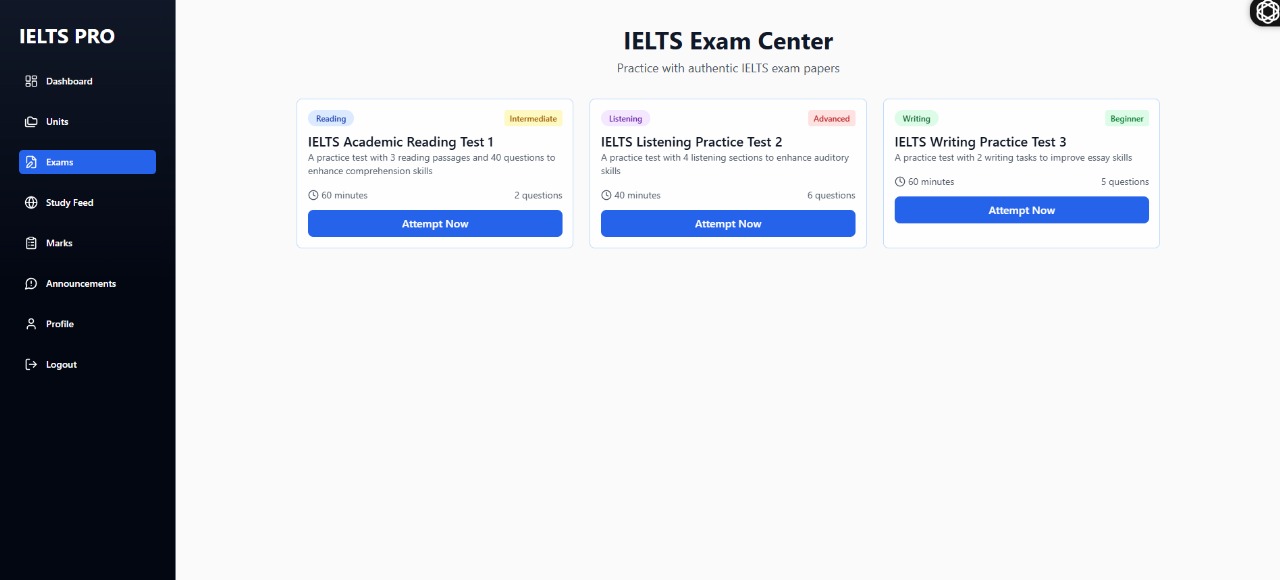 IELTS PRO
Dashboard
Units
Exams
Study Feed
Marks
Announcements
Profile
Logout
IELTS Exam Center
Practice with authentic IELTS exam papers
Reading
Intermediate
IELTS Academic Reading Test 1
A practice test with 3 reading passages and 40 questions to
enhance comprehension skills
60 minutes
2 questions
Attempt Now
Listening
Advanced
IELTS Listening Practice Test 2
A practice test with 4 listening sections to enhance auditory
skills
40 minutes
6 questions
Attempt Now
Writing
Beginner
IELTS Writing Practice Test 3
A practice test with 2 writing tasks to improve essay skills
60 minutes
5 questions
Attempt Now